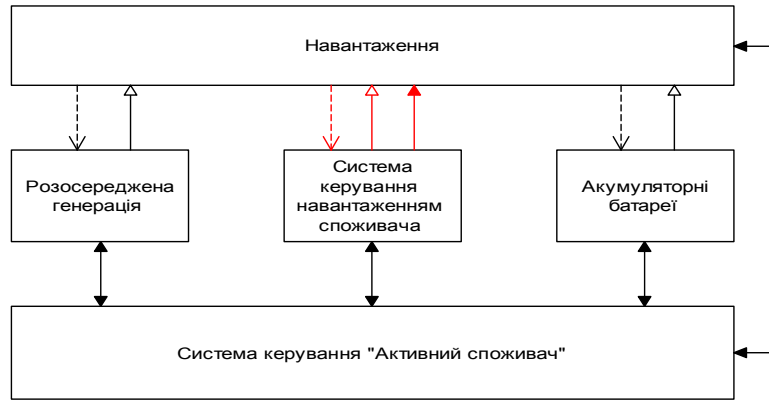 Навантаження
Розосереджена
генерація
Система
керування
навантаженням
споживача
Акумуляторні
батареї
Система керування "Активний споживач"